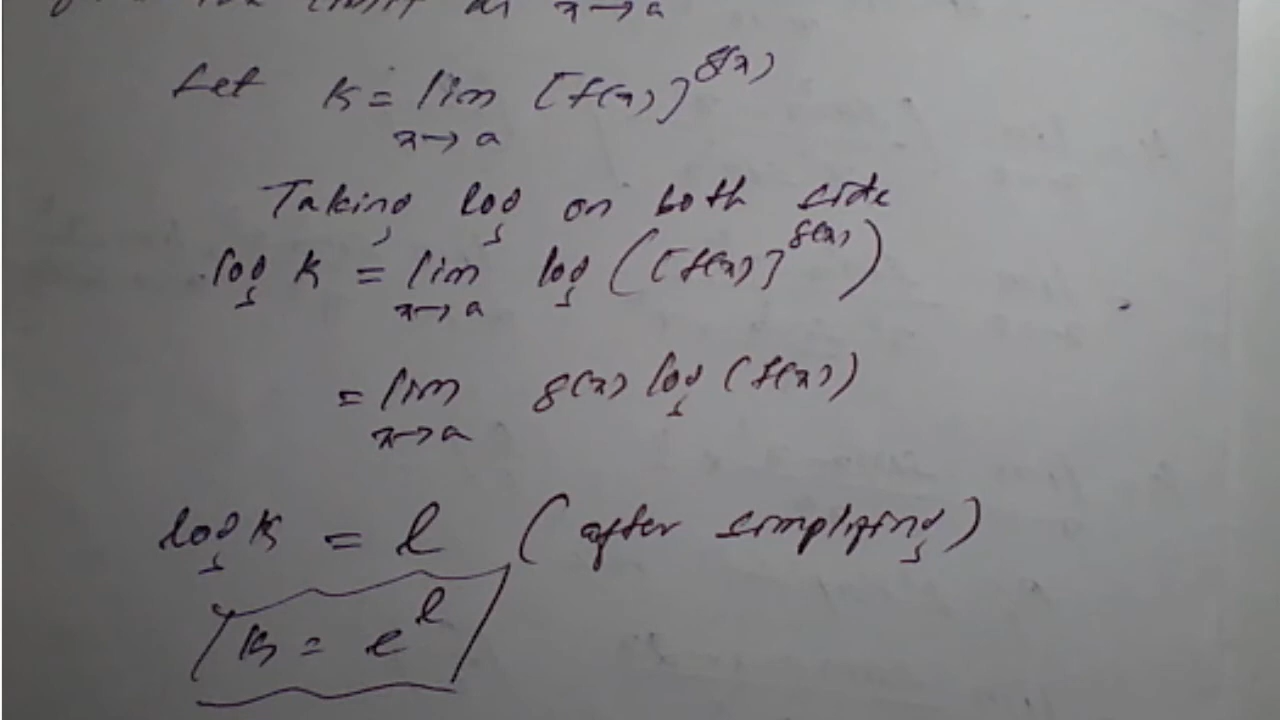 x→a
Let K = lim [f(x)]^g(x)
x→a
Taking log on both side
log K = lim log ([f(x)]^g(x))
x→a
= lim g(x) log (f(x))
x→a
log K = l (after simplifying)
K = e^l